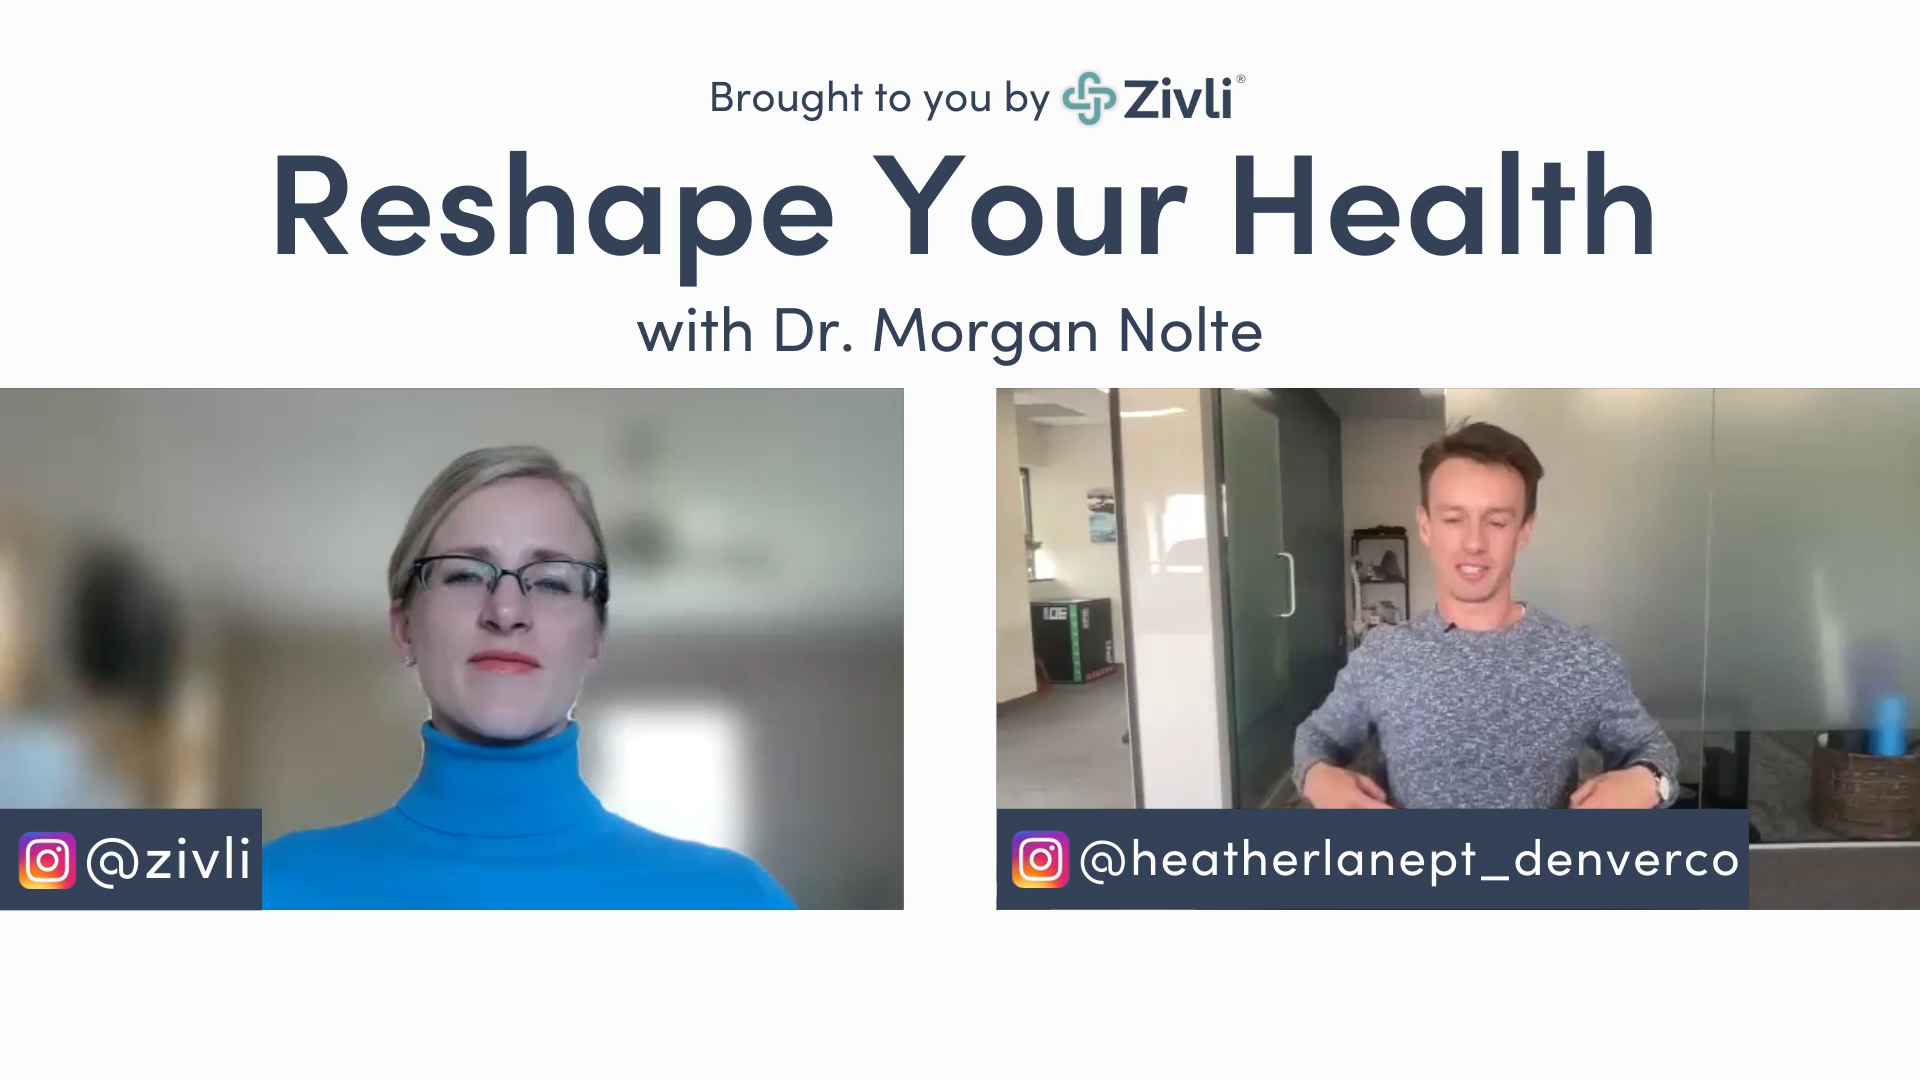 Brought to you by Zivli®
Reshape Your Health
with Dr. Morgan Nolte
@zivli
@heatherlanept_denverco